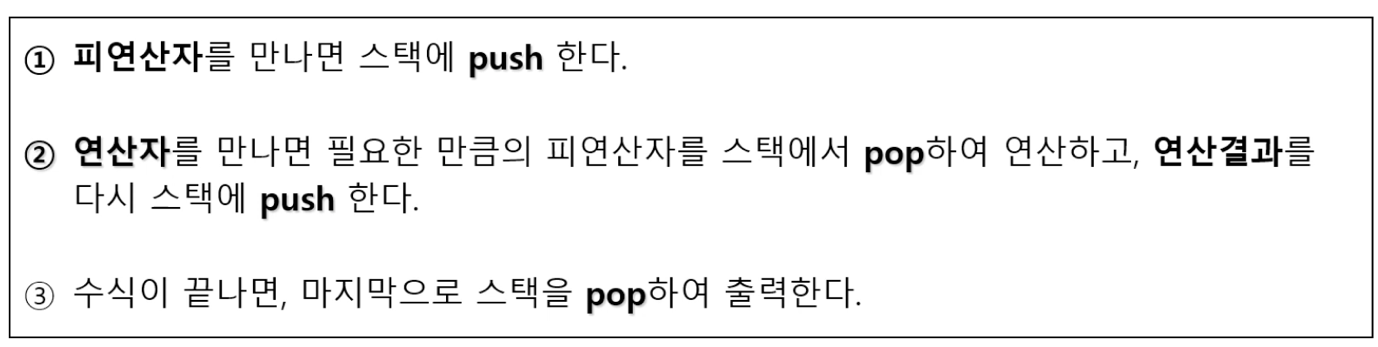 ① 피연산자를 만나면 스택에 push 한다.
② 연산자를 만나면 필요한 만큼의 피연산자를 스택에서 pop하여 연산하고, 연산결과를
다시 스택에 push 한다.
③ 수식이 끝나면, 마지막으로 스택을 pop하여 출력한다.